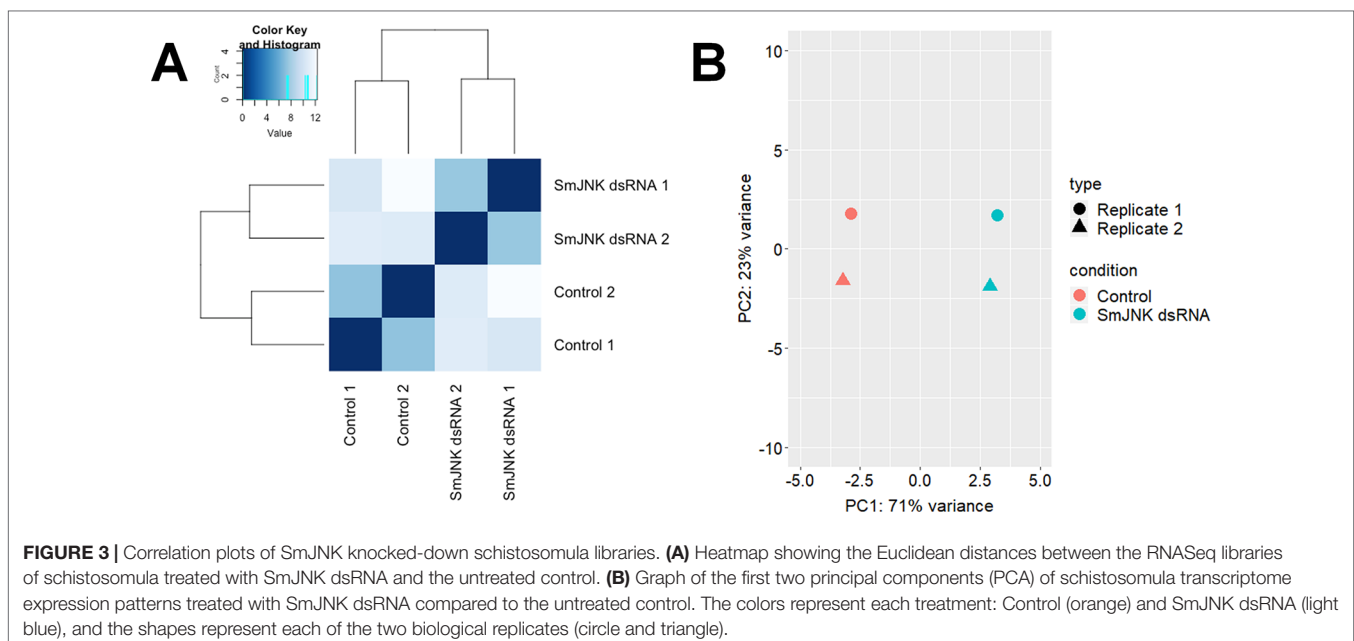 A
Color Key
and Histogram
Count
0 2 4
0 4 8 12
Value
SmJNK dsRNA 1
SmJNK dsRNA 2
Control 2
Control 1
Control 1
Control 2
SmJNK dsRNA 2
SmJNK dsRNA 1
B
10
5
0
-5
-10
PC2: 23% variance
-5.0 -2.5 0.0 2.5 5.0
PC1: 71% variance
type
Replicate 1
Replicate 2
condition
Control
SmJNK dsRNA
FIGURE 3 | Correlation plots of SmJNK knocked-down schistosomula libraries. (A) Heatmap showing the Euclidean distances between the RNASeq libraries
of schistosomula treated with SmJNK dsRNA and the untreated control. (B) Graph of the first two principal components (PCA) of schistosomula transcriptome
expression patterns treated with SmJNK dsRNA compared to the untreated control. The colors represent each treatment: Control (orange) and SmJNK dsRNA (light
blue), and the shapes represent each of the two biological replicates (circle and triangle).